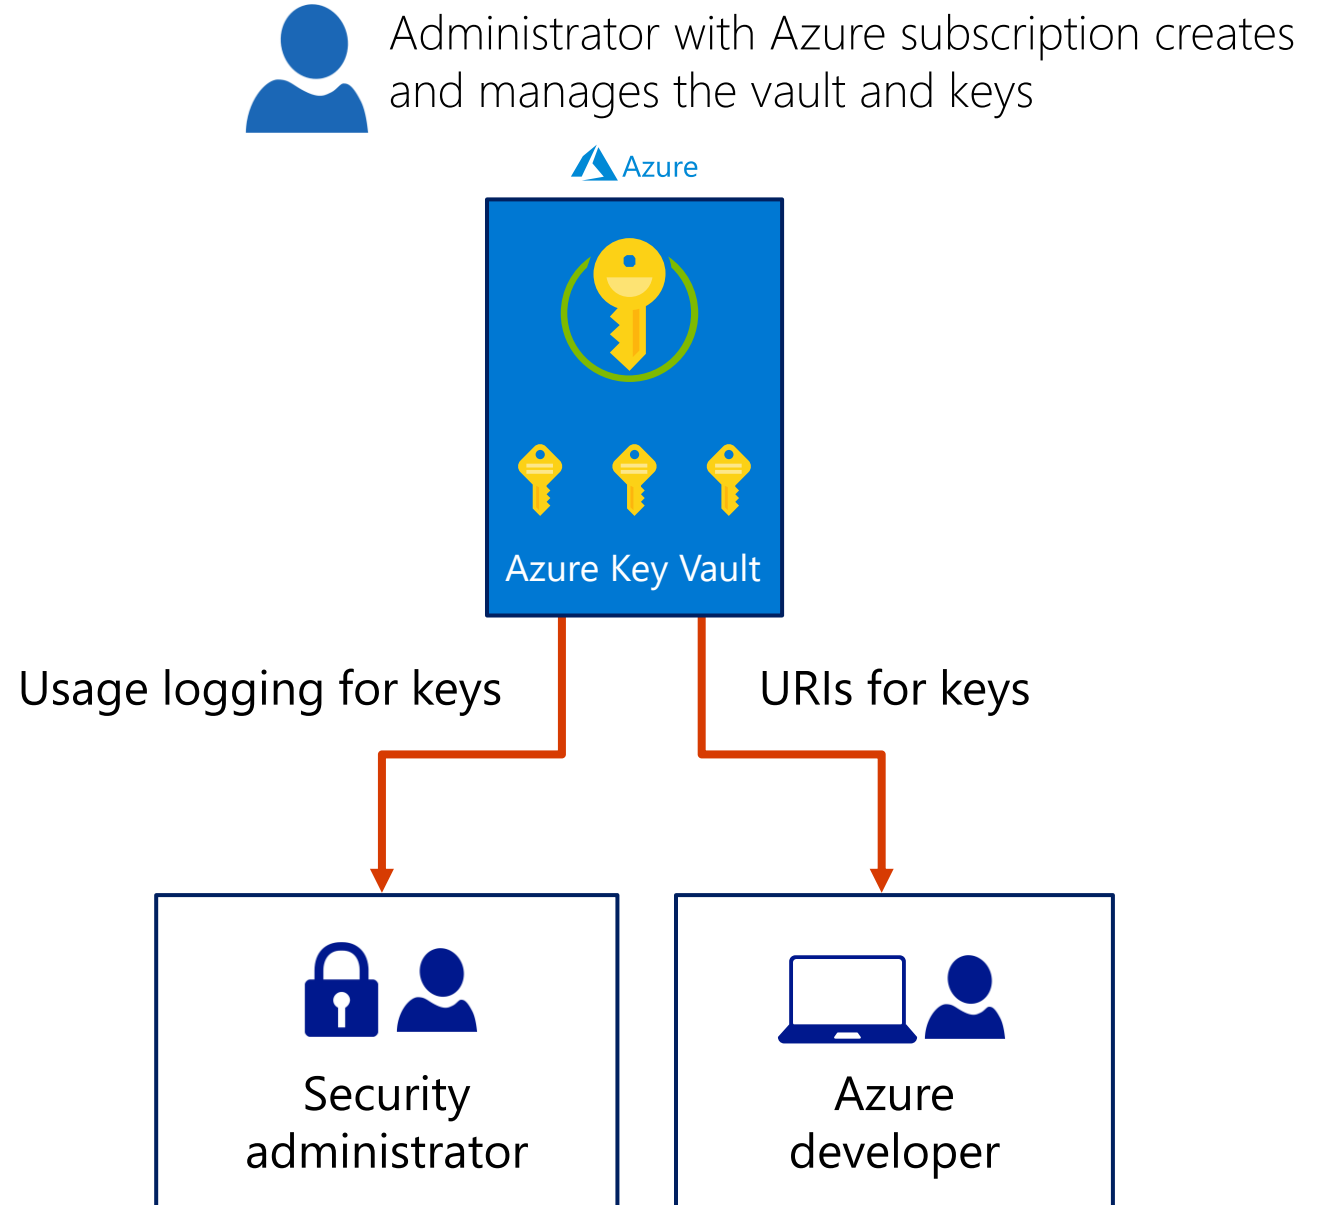 Administrator with Azure subscription creates
and manages the vault and keys
Azure
Azure Key Vault
Usage logging for keys
URIs for keys
Security
administrator
Azure
developer